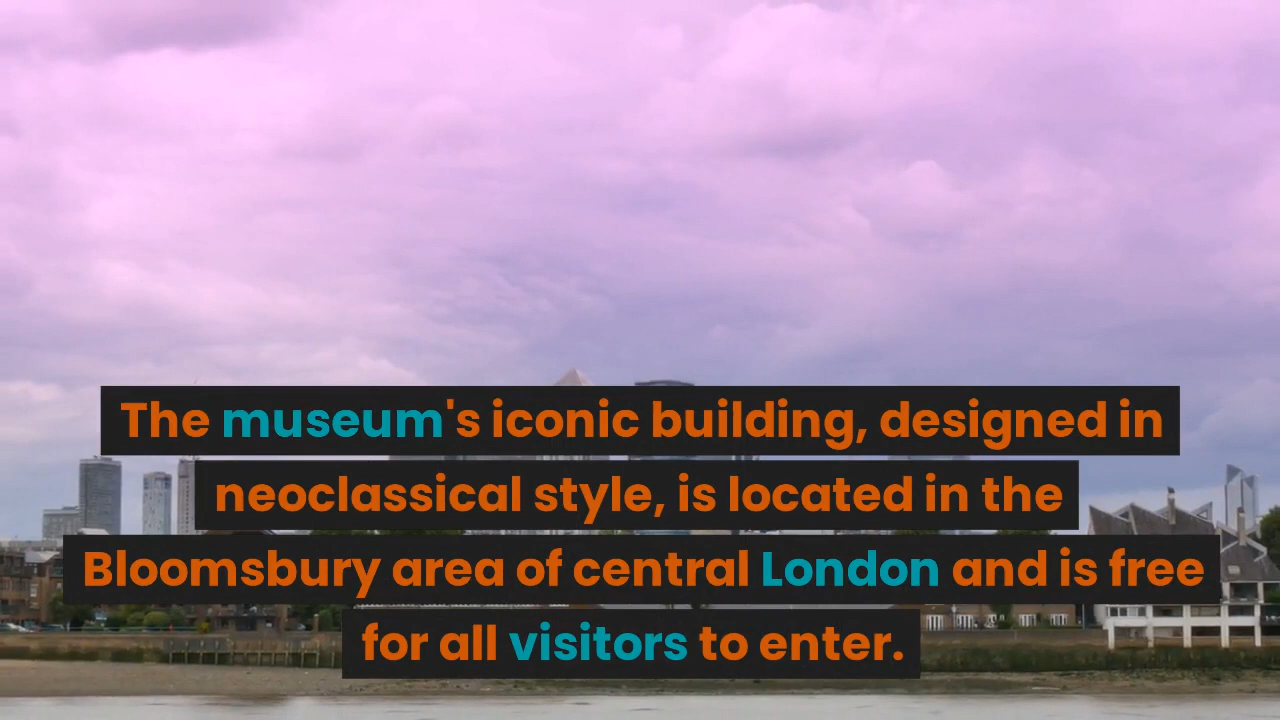 The museum's iconic building, designed in
neoclassical style, is located in the
Bloomsbury area of central London and is free
for all visitors to enter.